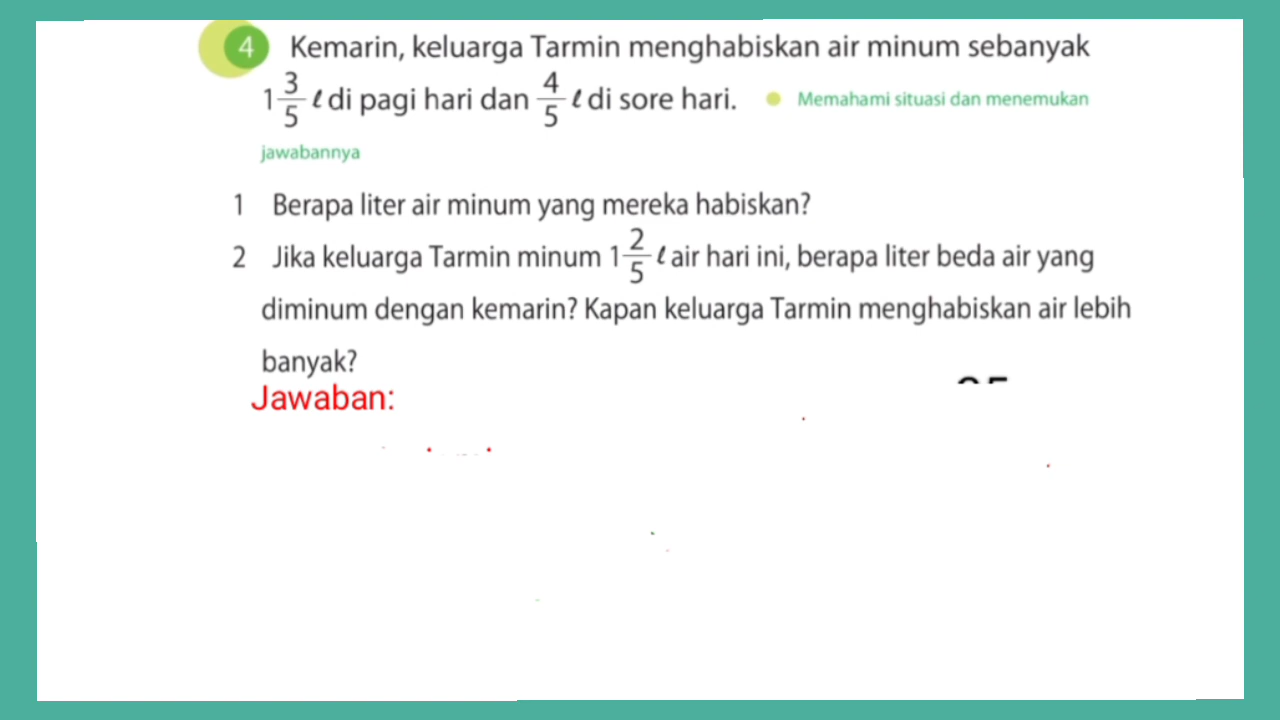 4 Kemarin, keluarga Tarmin menghabiskan air minum sebanyak
1 3/5 ℓ di pagi hari dan 4/5 ℓ di sore hari. Memahami situasi dan menemukan
jawabannya
1 Berapa liter air minum yang mereka habiskan?
2 Jika keluarga Tarmin minum 1 2/5 ℓ air hari ini, berapa liter beda air yang
diminum dengan kemarin? Kapan keluarga Tarmin menghabiskan air lebih
banyak?
Jawaban: